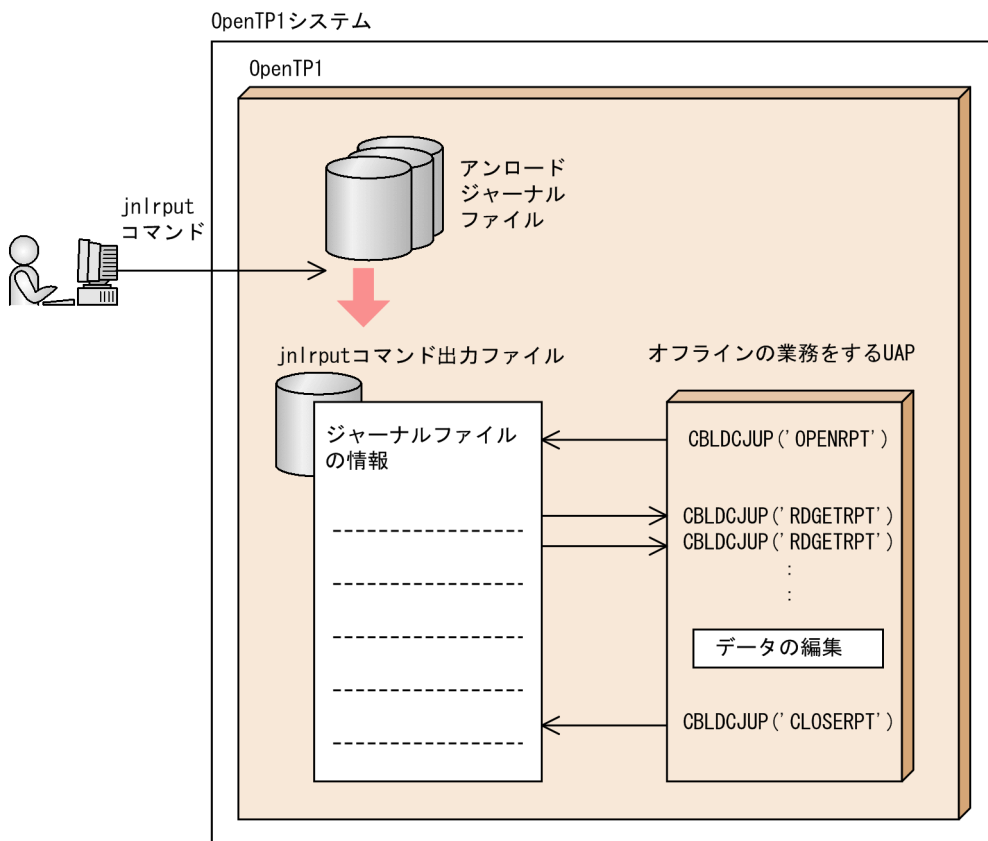 OpenTP1システム
OpenTP1
アンロード
ジャーナル
ファイル
jnlrput
コマンド
jnlrputコマンド出力ファイル
オフラインの業務をするUAP
ジャーナルファイル
の情報
CBLDCJUP('OPENRPT')
CBLDCJUP('RDGETRPT')
CBLDCJUP('RDGETRPT')
:
:
データの編集
CBLDCJUP('CLOSERPT')